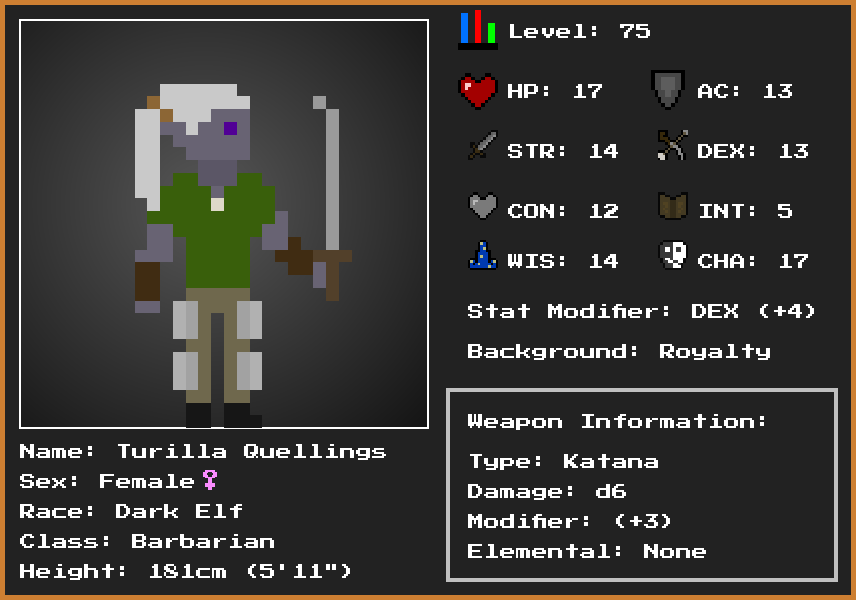 Level: 75
HP: 17
AC: 13
STR: 14
DEX: 13
CON: 12
INT: 5
WIS: 14
CHA: 17
Stat Modifier: DEX (+4)
Background: Royalty
Weapon Information:
Type: Katana
Damage: d6
Modifier: (+3)
Elemental: None
Name: Turilla Quellings
Sex: Female♀
Race: Dark Elf
Class: Barbarian
Height: 181cm (5'11")